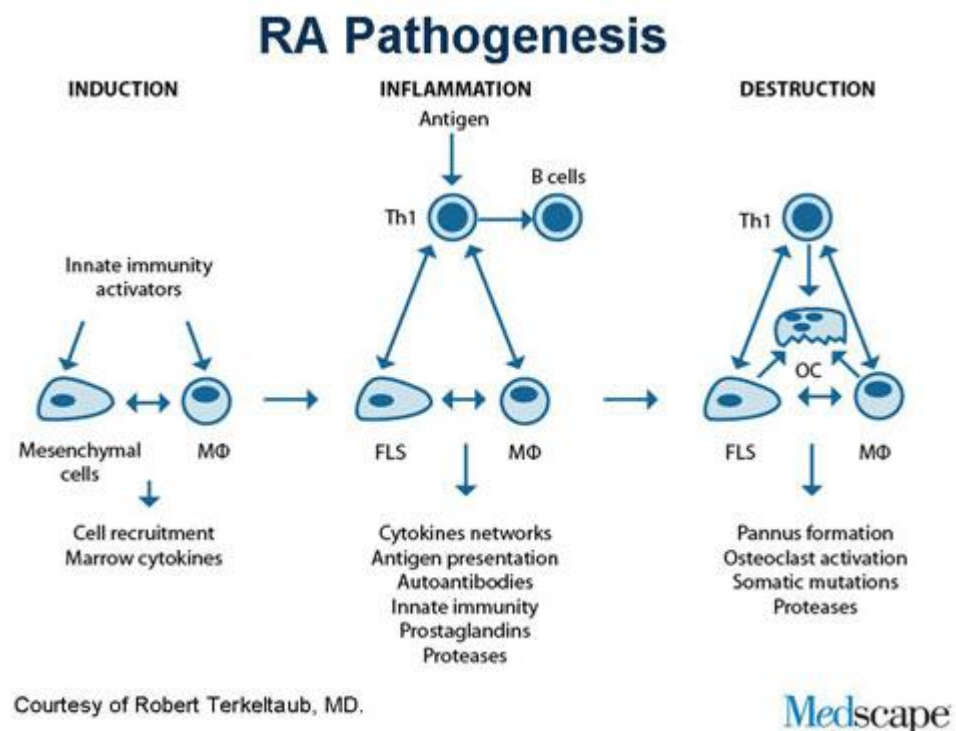 RA Pathogenesis
INDUCTION
Innate immunity
activators
Mesenchymal
cells
MΦ
Cell recruitment
Marrow cytokines
INFLAMMATION
Antigen
B cells
Th1
FLS
MΦ
Cytokines networks
Antigen presentation
Autoantibodies
Innate immunity
Prostaglandins
Proteases
DESTRUCTION
Th1
OC
FLS
MΦ
Pannus formation
Osteoclast activation
Somatic mutations
Proteases
Courtesy of Robert Terkeltaub, MD.
Medscape